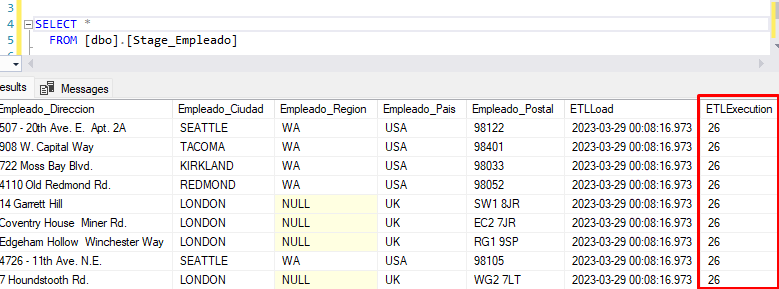 3
4 SELECT *
5 FROM [dbo].[Stage_Empleado]
esults Messages
Empleado_Direccion Empleado_Ciudad Empleado_Region Empleado_Pais Empleado_Postal ETLLoad ETLExecution
507 - 20th Ave. E. Apt. 2A SEATTLE WA USA 98122 2023-03-29 00:08:16.973 26
908 W. Capital Way TACOMA WA USA 98401 2023-03-29 00:08:16.973 26
722 Moss Bay Blvd. KIRKLAND WA USA 98033 2023-03-29 00:08:16.973 26
4110 Old Redmond Rd. REDMOND WA USA 98052 2023-03-29 00:08:16.973 26
14 Garrett Hill LONDON NULL UK SW1 8JR 2023-03-29 00:08:16.973 26
Coventry House Miner Rd. LONDON NULL UK EC2 7JR 2023-03-29 00:08:16.973 26
Edgeham Hollow Winchester Way LONDON NULL UK RG1 9SP 2023-03-29 00:08:16.973 26
4726 - 11th Ave. N.E. SEATTLE WA USA 98105 2023-03-29 00:08:16.973 26
7 Houndstooth Rd. LONDON NULL UK WG2 7LT 2023-03-29 00:08:16.973 26